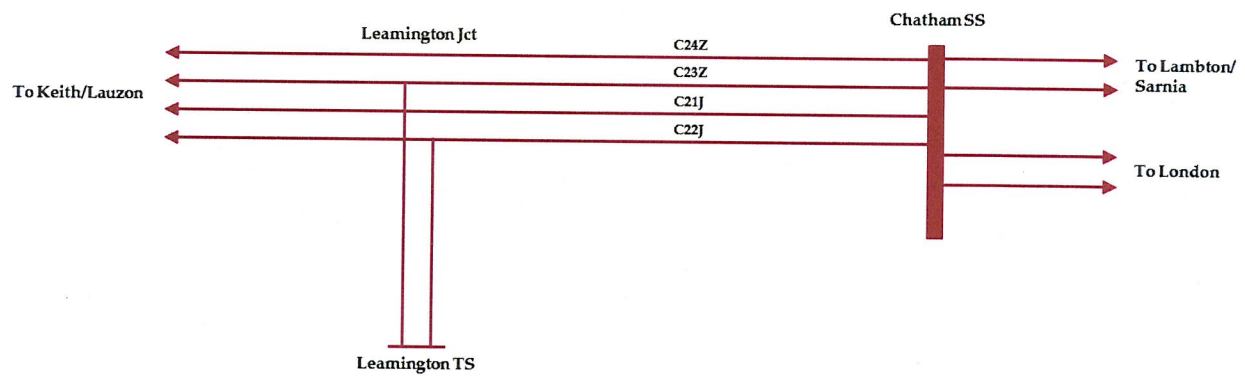 Chatham SS
Leamington Jct
C24Z
C23Z
To Keith/Lauzon
C21J
C22J
To Lambton/
Sarnia
To London
Leamington TS